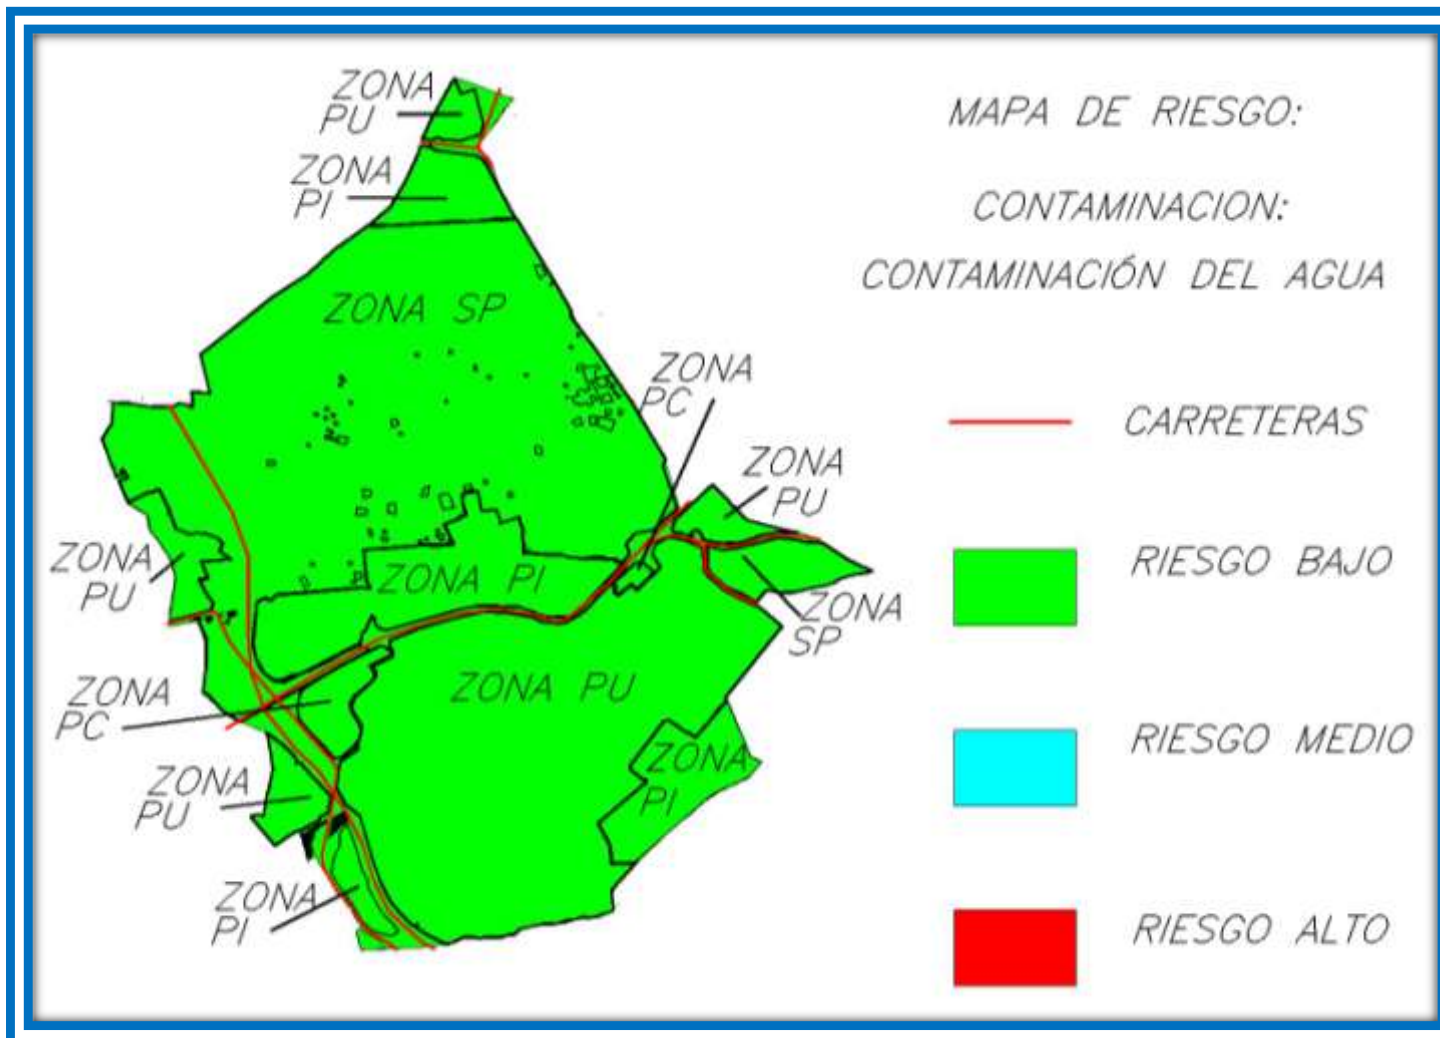 ZONA
PU
ZONA
PI
ZONA SP
ZONA
PC
ZONA
PU
ZONA
PU
ZONA PI
ZONA
SP
ZONA
PC
ZONA PU
ZONA
PI
ZONA
PU
ZONA
PI
MAPA DE RIESGO:
CONTAMINACION:
CONTAMINACIÓN DEL AGUA
CARRETERAS
RIESGO BAJO
RIESGO MEDIO
RIESGO ALTO